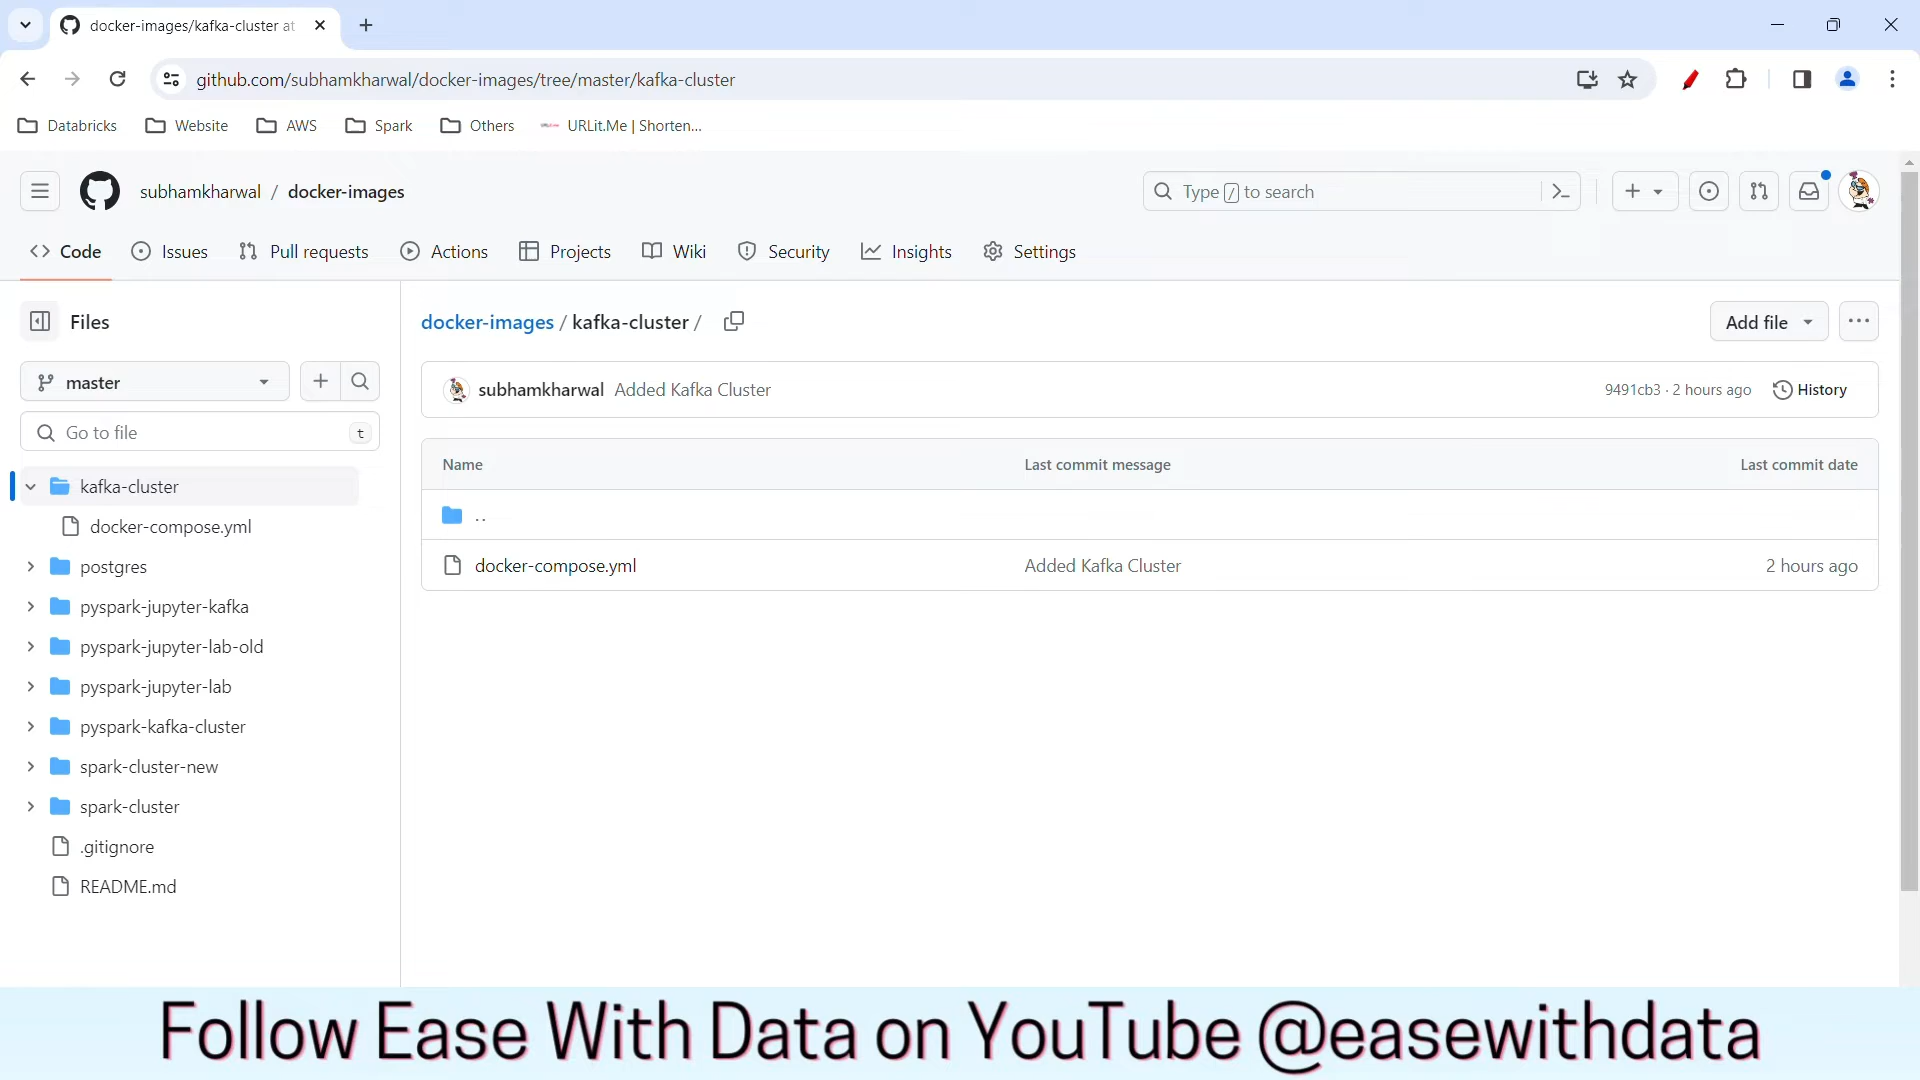 docker-images/kafka-cluster at
github.com/subhamkharwal/docker-images/tree/master/kafka-cluster
Databricks
Website
AWS
Spark
Others
URLit.Me | Shorten...
subhamkharwal / docker-images
Type / to search
Code
Issues
Pull requests
Actions
Projects
Wiki
Security
Insights
Settings
Files
docker-images / kafka-cluster /
Add file
master
subhamkharwal Added Kafka Cluster
9491cb3 · 2 hours ago
History
Go to file
t
Name
Last commit message
Last commit date
kafka-cluster
..
docker-compose.yml
docker-compose.yml
Added Kafka Cluster
2 hours ago
postgres
pyspark-jupyter-kafka
pyspark-jupyter-lab-old
pyspark-jupyter-lab
pyspark-kafka-cluster
spark-cluster-new
spark-cluster
.gitignore
README.md
Follow Ease With Data on YouTube @easewithdata